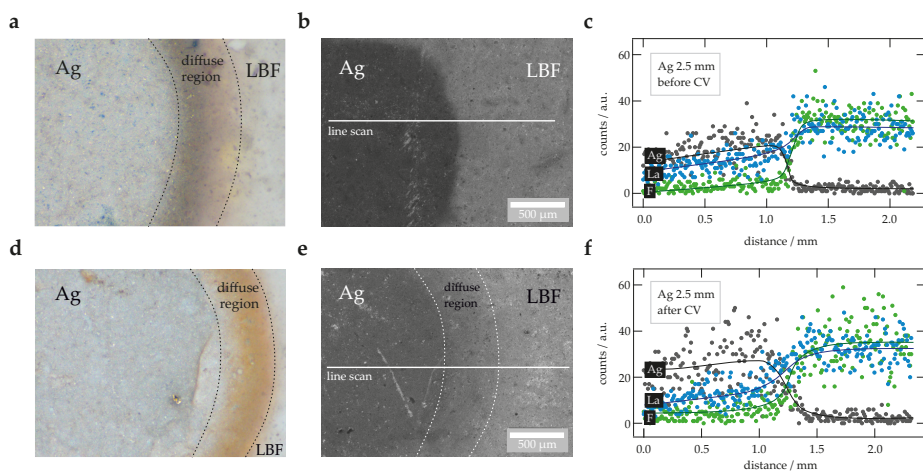 a
Ag
diffuse
region
LBF
b
Ag
LBF
line scan
500 µm
c
60
40
20
0
counts / a.u.
Ag 2.5 mm
before CV
Ag
La
F
0.0
0.5
1.0
1.5
2.0
distance / mm
d
Ag
diffuse
region
LBF
e
Ag
diffuse
region
LBF
line scan
500 µm
f
60
40
20
0
counts / a.u.
Ag 2.5 mm
after CV
Ag
La
F
0.0
0.5
1.0
1.5
2.0
distance / mm